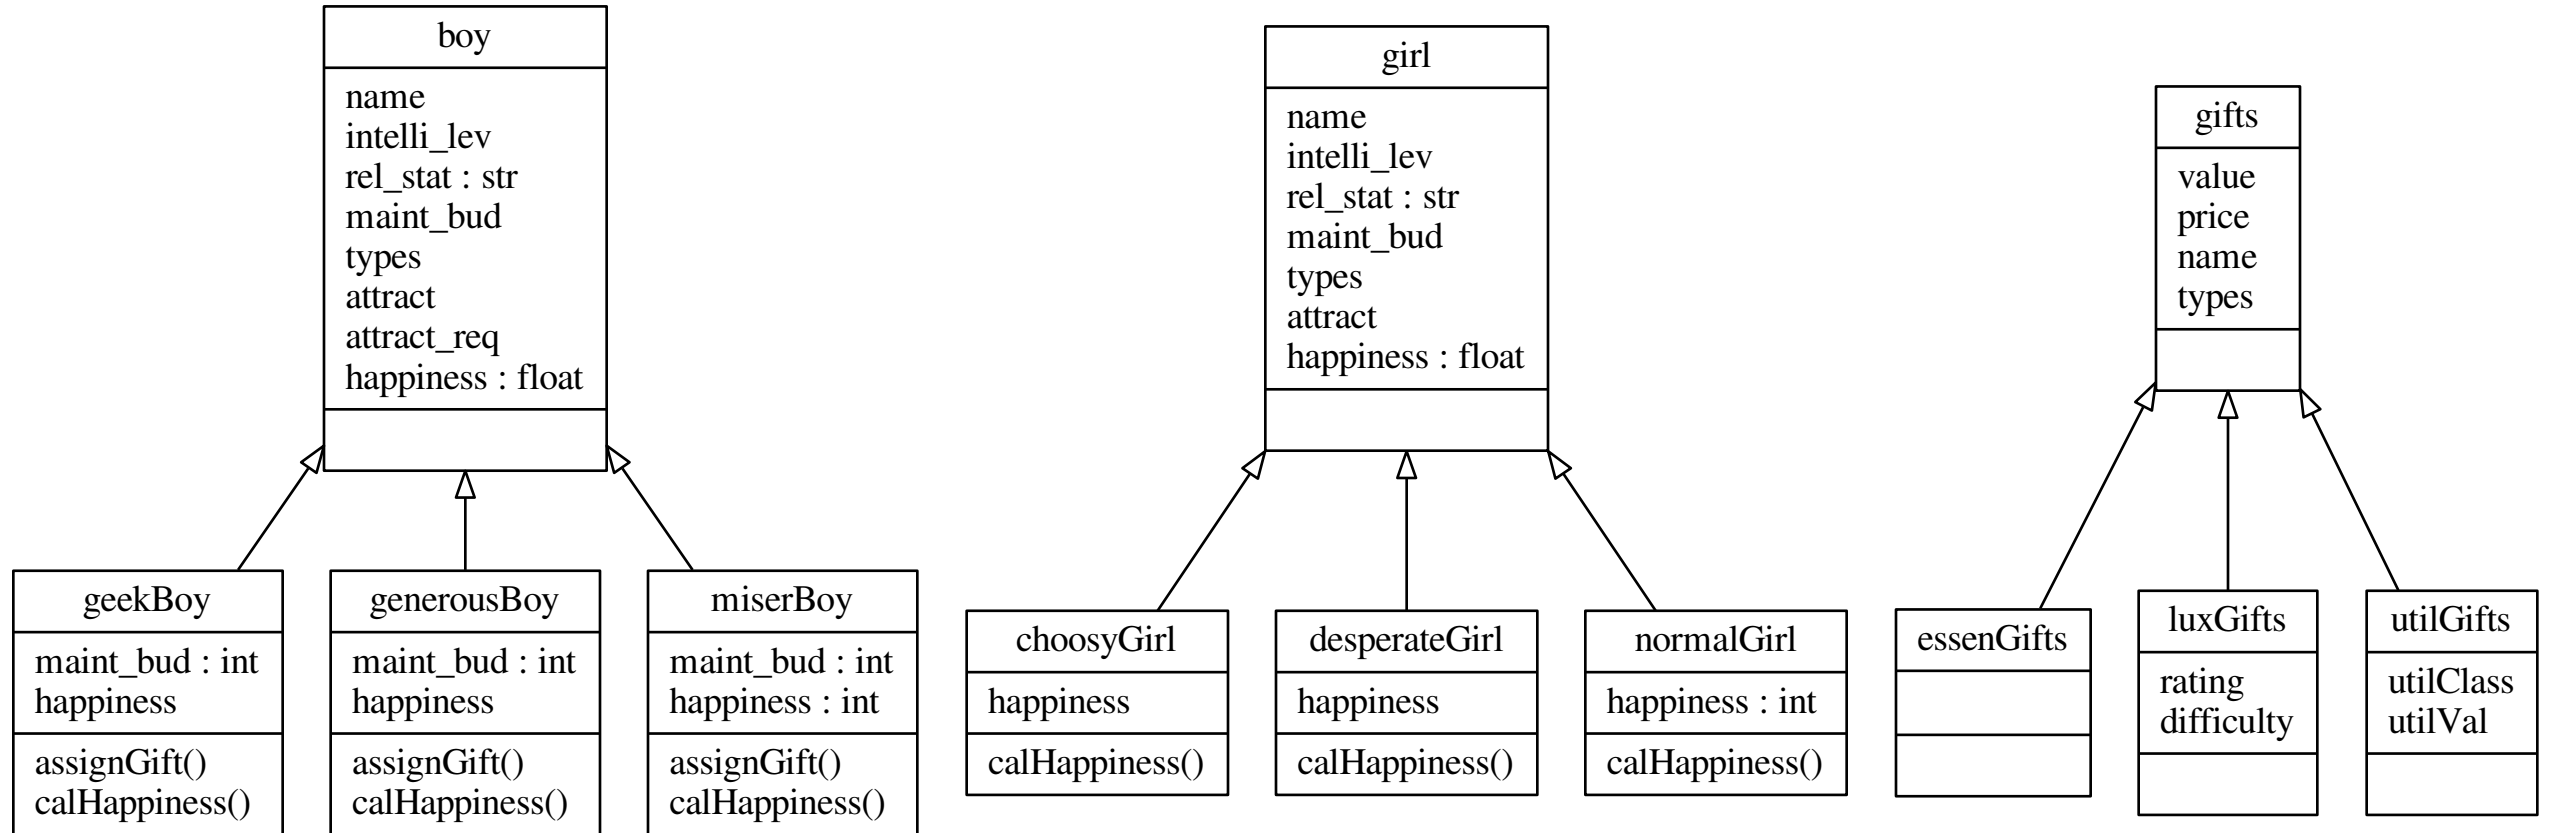 boy
name
intelli_lev
rel_stat : str
maint_bud
types
attract
attract_req
happiness : float
girl
name
intelli_lev
rel_stat : str
maint_bud
types
attract
happiness : float
gifts
value
price
name
types
geekBoy
maint_bud : int
happiness
assignGift()
calHappiness()
generousBoy
maint_bud : int
happiness
assignGift()
calHappiness()
miserBoy
maint_bud : int
happiness : int
assignGift()
calHappiness()
choosyGirl
happiness
calHappiness()
desperateGirl
happiness
calHappiness()
normalGirl
happiness : int
calHappiness()
essenGifts
luxGifts
rating
difficulty
utilGifts
utilClass
utilVal